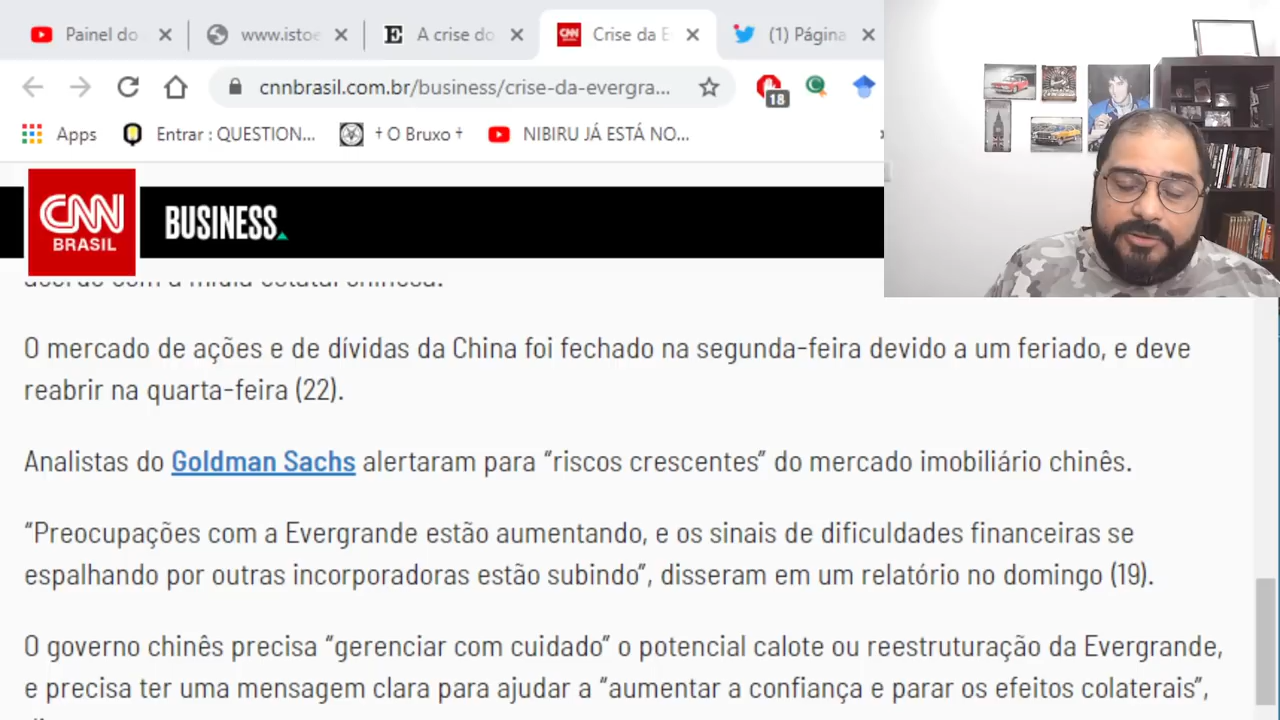 Painel do
www.istoe
A crise do
Crise da E
(1) Página
cnnbrasil.com.br/business/crise-da-evergra...
18
Apps
Entrar : QUESTION...
† O Bruxo †
NIBIRU JÁ ESTÁ NO...
CNN
BRASIL
BUSINESS
acordo com a mídia estatal chinesa.
O mercado de ações e de dívidas da China foi fechado na segunda-feira devido a um feriado, e deve
reabrir na quarta-feira (22).
Analistas do Goldman Sachs alertaram para “riscos crescentes” do mercado imobiliário chinês.
“Preocupações com a Evergrande estão aumentando, e os sinais de dificuldades financeiras se
espalhando por outras incorporadoras estão subindo”, disseram em um relatório no domingo (19).
O governo chinês precisa “gerenciar com cuidado” o potencial calote ou reestruturação da Evergrande,
e precisa ter uma mensagem clara para ajudar a “aumentar a confiança e parar os efeitos colaterais”,